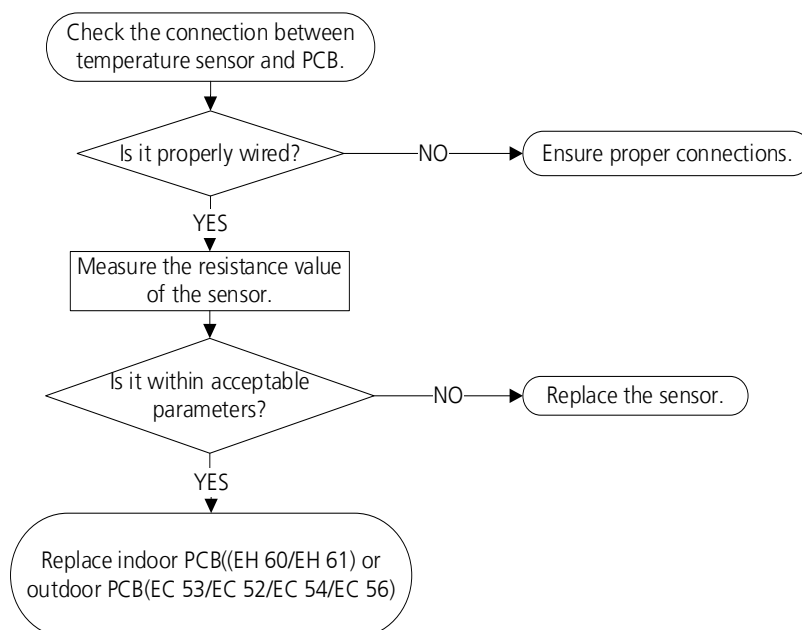 Check the connection between
temperature sensor and PCB.
Is it properly wired?
NO
Ensure proper connections.
YES
Measure the resistance value
of the sensor.
Is it within acceptable
parameters?
NO
Replace the sensor.
YES
Replace indoor PCB((EH 60/EH 61) or
outdoor PCB(EC 53/EC 52/EC 54/EC 56)